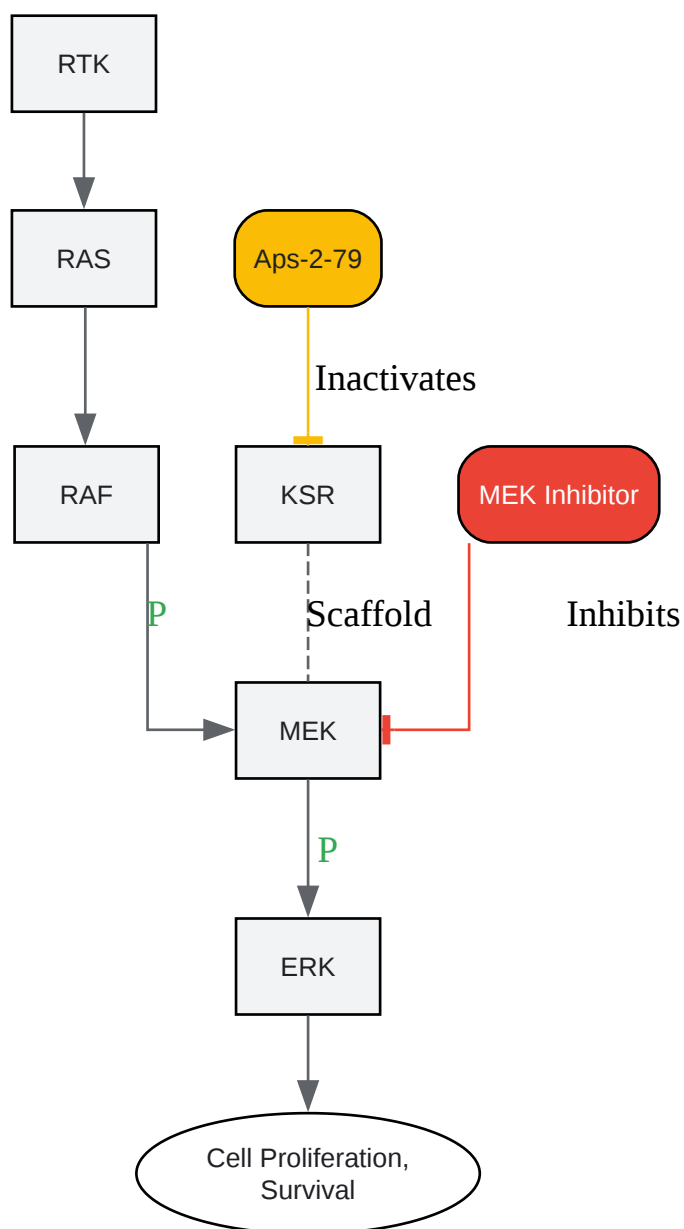 RTK
RAS
Aps-2-79
Inactivates
RAF
KSR
MEK Inhibitor
P
Scaffold
Inhibits
MEK
P
ERK
Cell Proliferation,
Survival